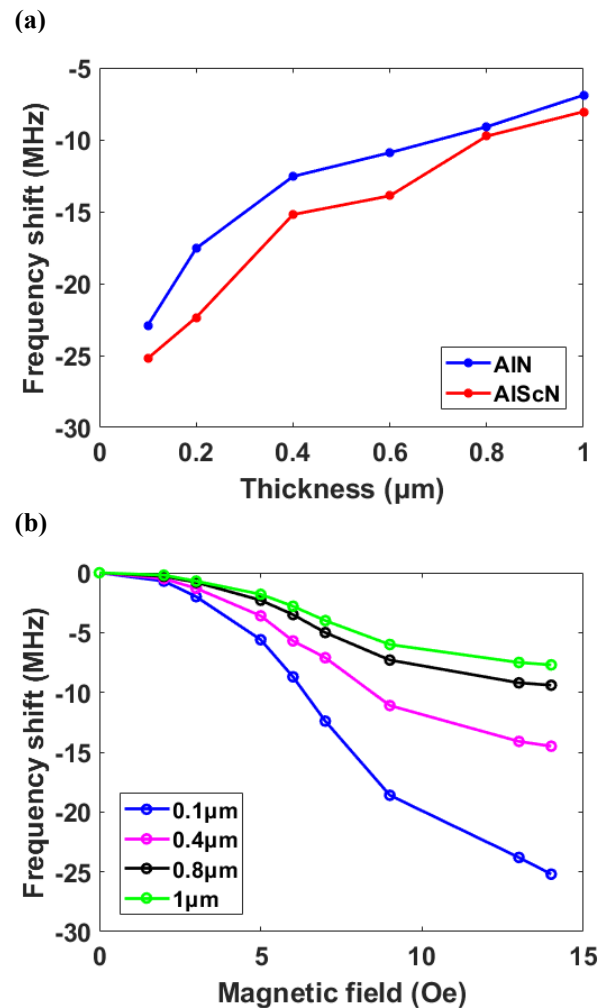 (a)
-5
-10
-15
-20
-25
-30
Frequency shift (MHz)
0
0.2
0.4
0.6
0.8
1
Thickness (µm)
AlN
AlScN
(b)
0
-5
-10
-15
-20
-25
-30
Frequency shift (MHz)
0
5
10
15
Magnetic field (Oe)
0.1µm
0.4µm
0.8µm
1µm